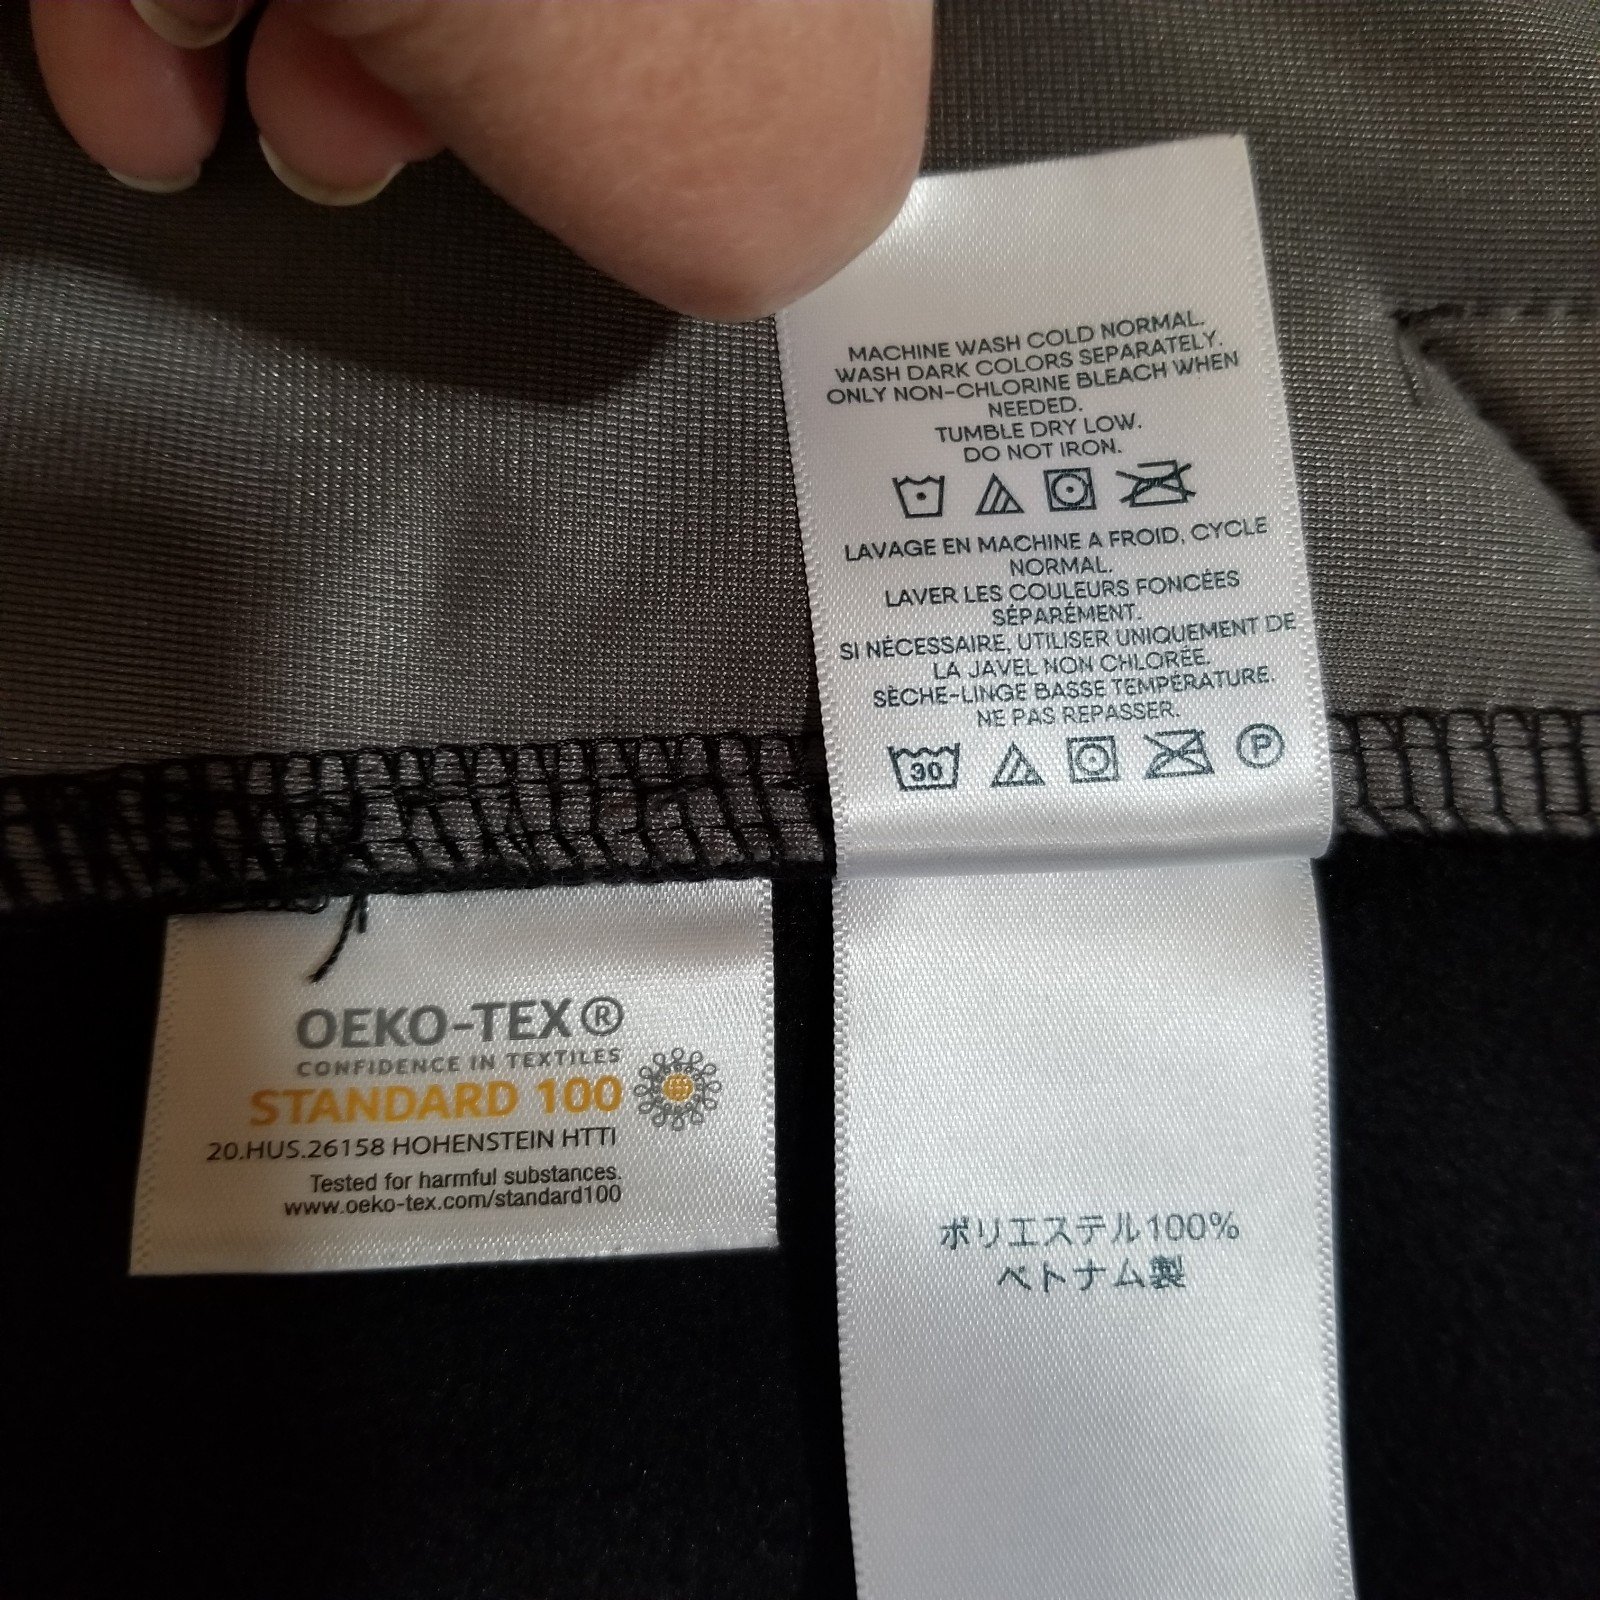 MACHINE WASH COLD NORMAL.
WASH DARK COLORS SEPARATELY.
ONLY NON-CHLORINE BLEACH WHEN
NEEDED.
TUMBLE DRY LOW.
DO NOT IRON.
LAVAGE EN MACHINE A FROID, CYCLE
NORMAL.
LAVER LES COULEURS FONCÉES
SÉPARÉMENT.
SI NÉCESSAIRE, UTILISER UNIQUEMENT DE
LA JAVEL NON CHLORÉE.
SÈCHE-LINGE BASSE TEMPÉRATURE.
NE PAS REPASSER.
30 P
OEKO-TEX®
CONFIDENCE IN TEXTILES
STANDARD 100
20.HUS.26158 HOHENSTEIN HTTI
Tested for harmful substances.
www.oeko-tex.com/standard100
ポリエステル100%
ベトナム製